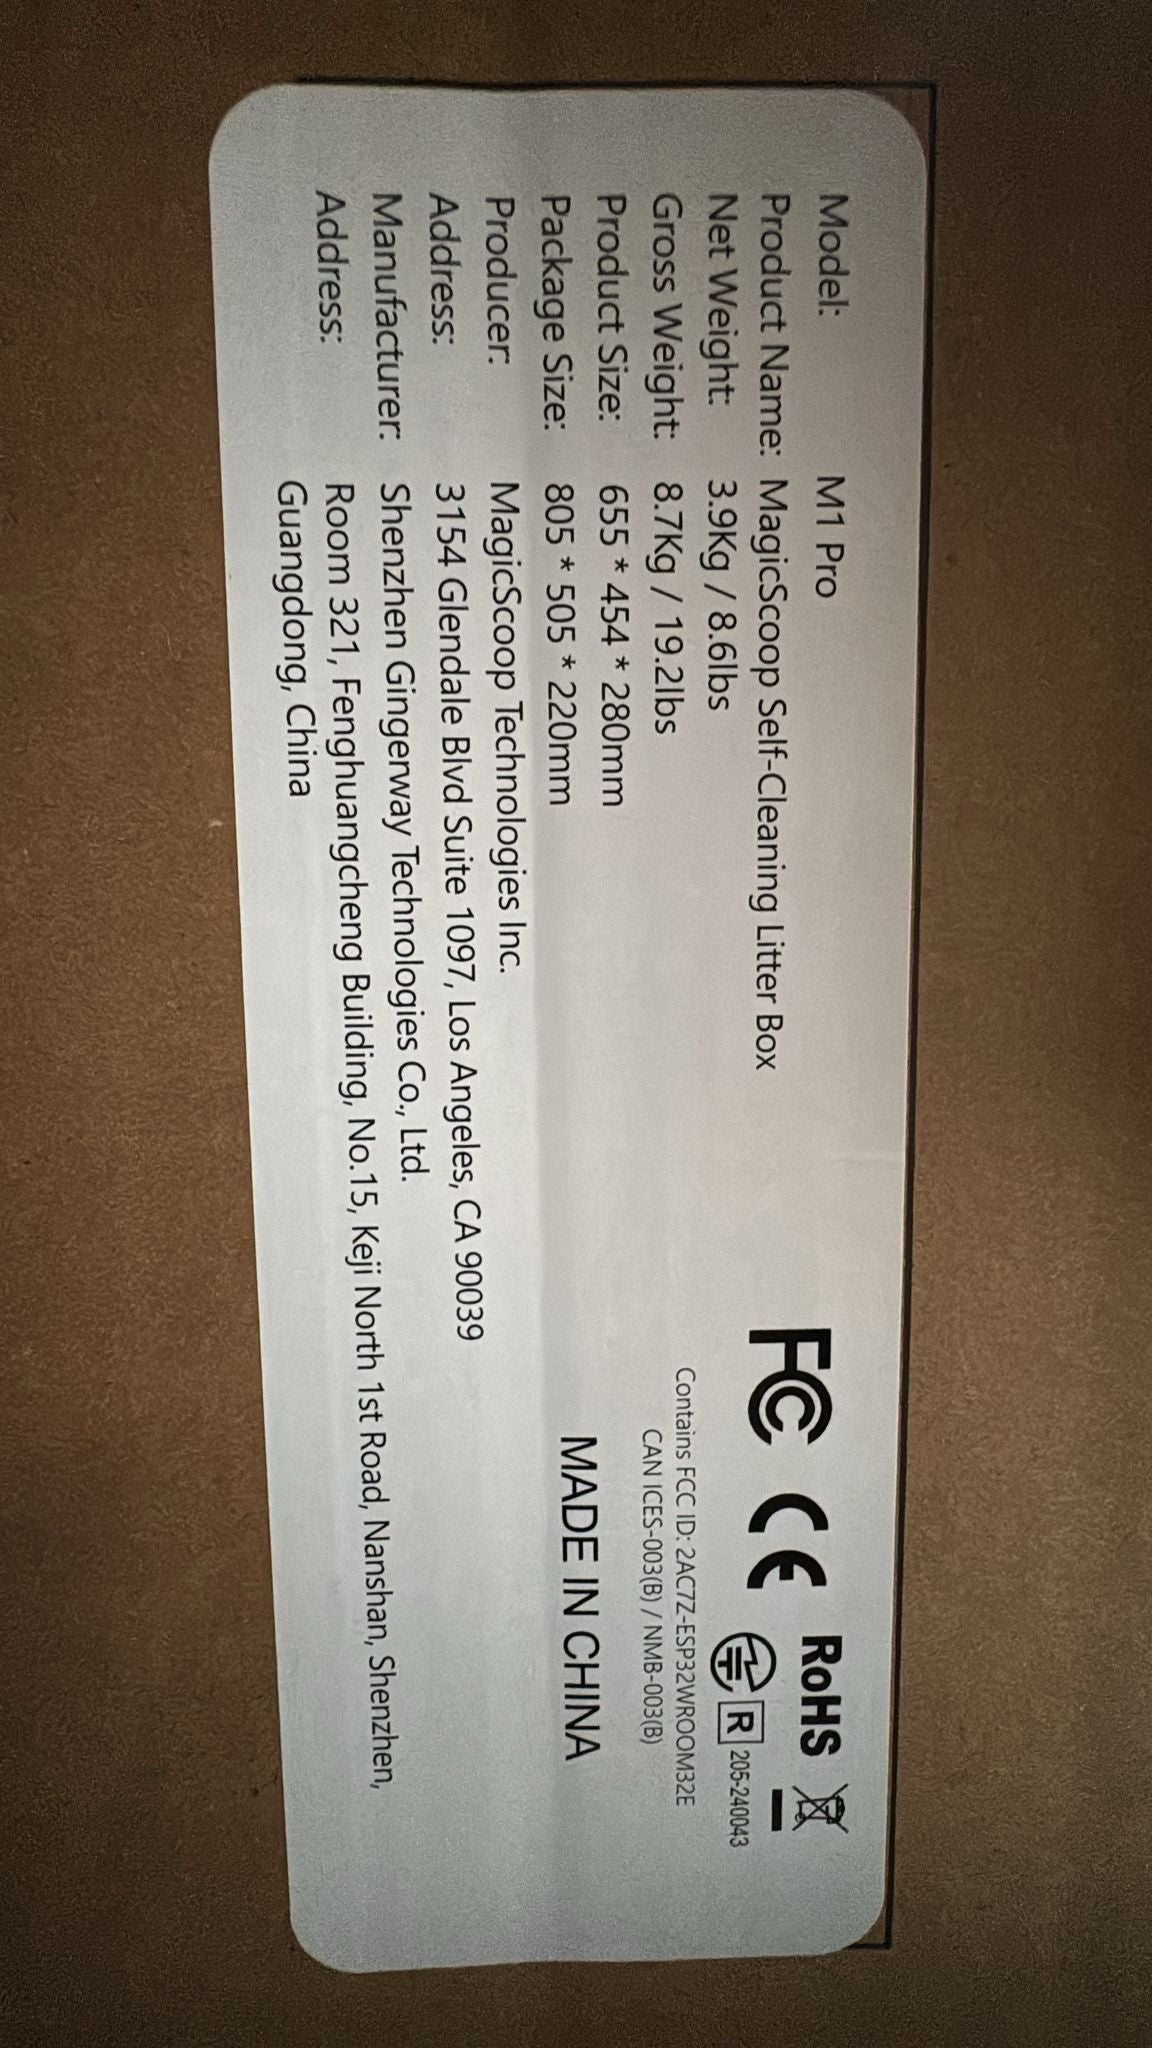 Model: M1 Pro
Product Name: MagicScoop Self-Cleaning Litter Box
Net Weight: 3.9Kg / 8.6lbs
Gross Weight: 8.7Kg / 19.2lbs
Product Size: 655 * 454 * 280mm
Package Size: 805 * 505 * 220mm
Producer: MagicScoop Technologies Inc.
Address: 3154 Glendale Blvd Suite 1097, Los Angeles, CA 90039
Manufacturer: Shenzhen Gingerway Technologies Co., Ltd.
Address: Room 321, Fenghuangcheng Building, No.15, Keji North 1st Road, Nanshan, Shenzhen,
Guangdong, China
FC CE RoHS
R 205-240043
Contains FCC ID: 2AC7Z-ESP32WROOM32E
CAN ICES-003(B) / NMB-003(B)
MADE IN CHINA